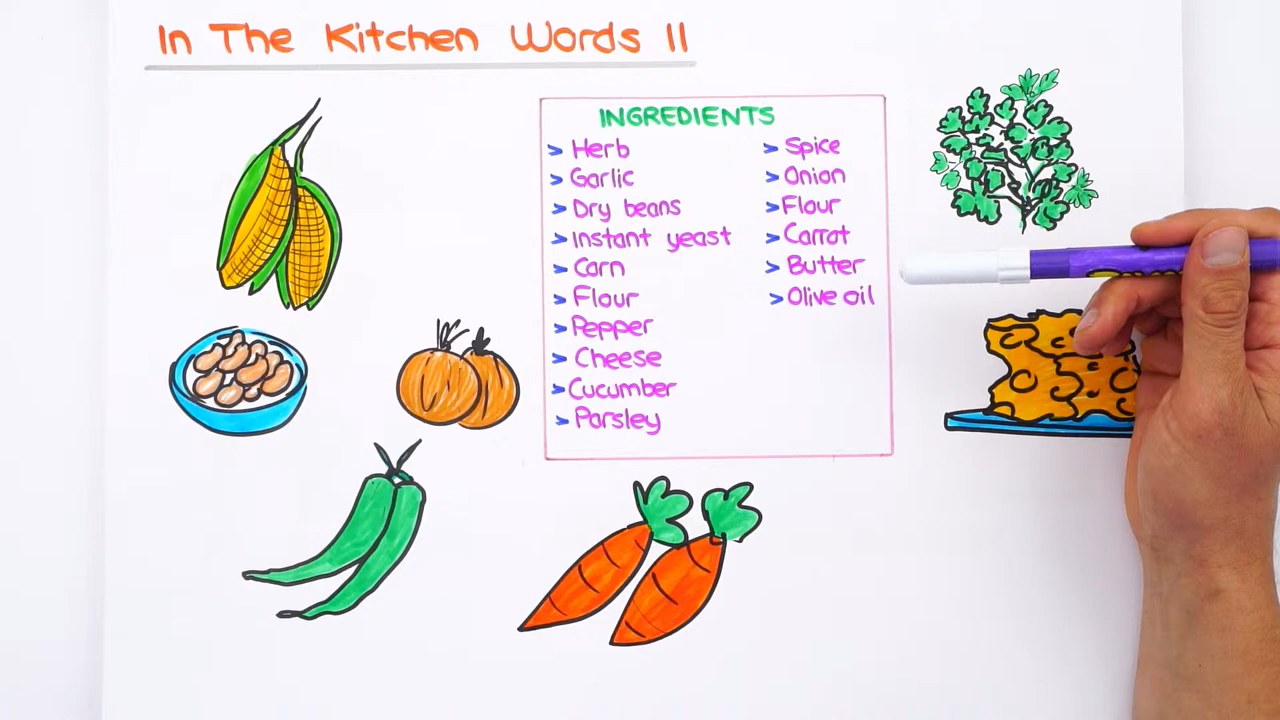 In The Kitchen Words II
INGREDIENTS
> Herb
> Garlic
> Dry beans
> Instant yeast
> Corn
> Flour
> Pepper
> Cheese
> Cucumber
> Parsley
> Spice
> Onion
> Flour
> Carrot
> Butter
> Olive oil